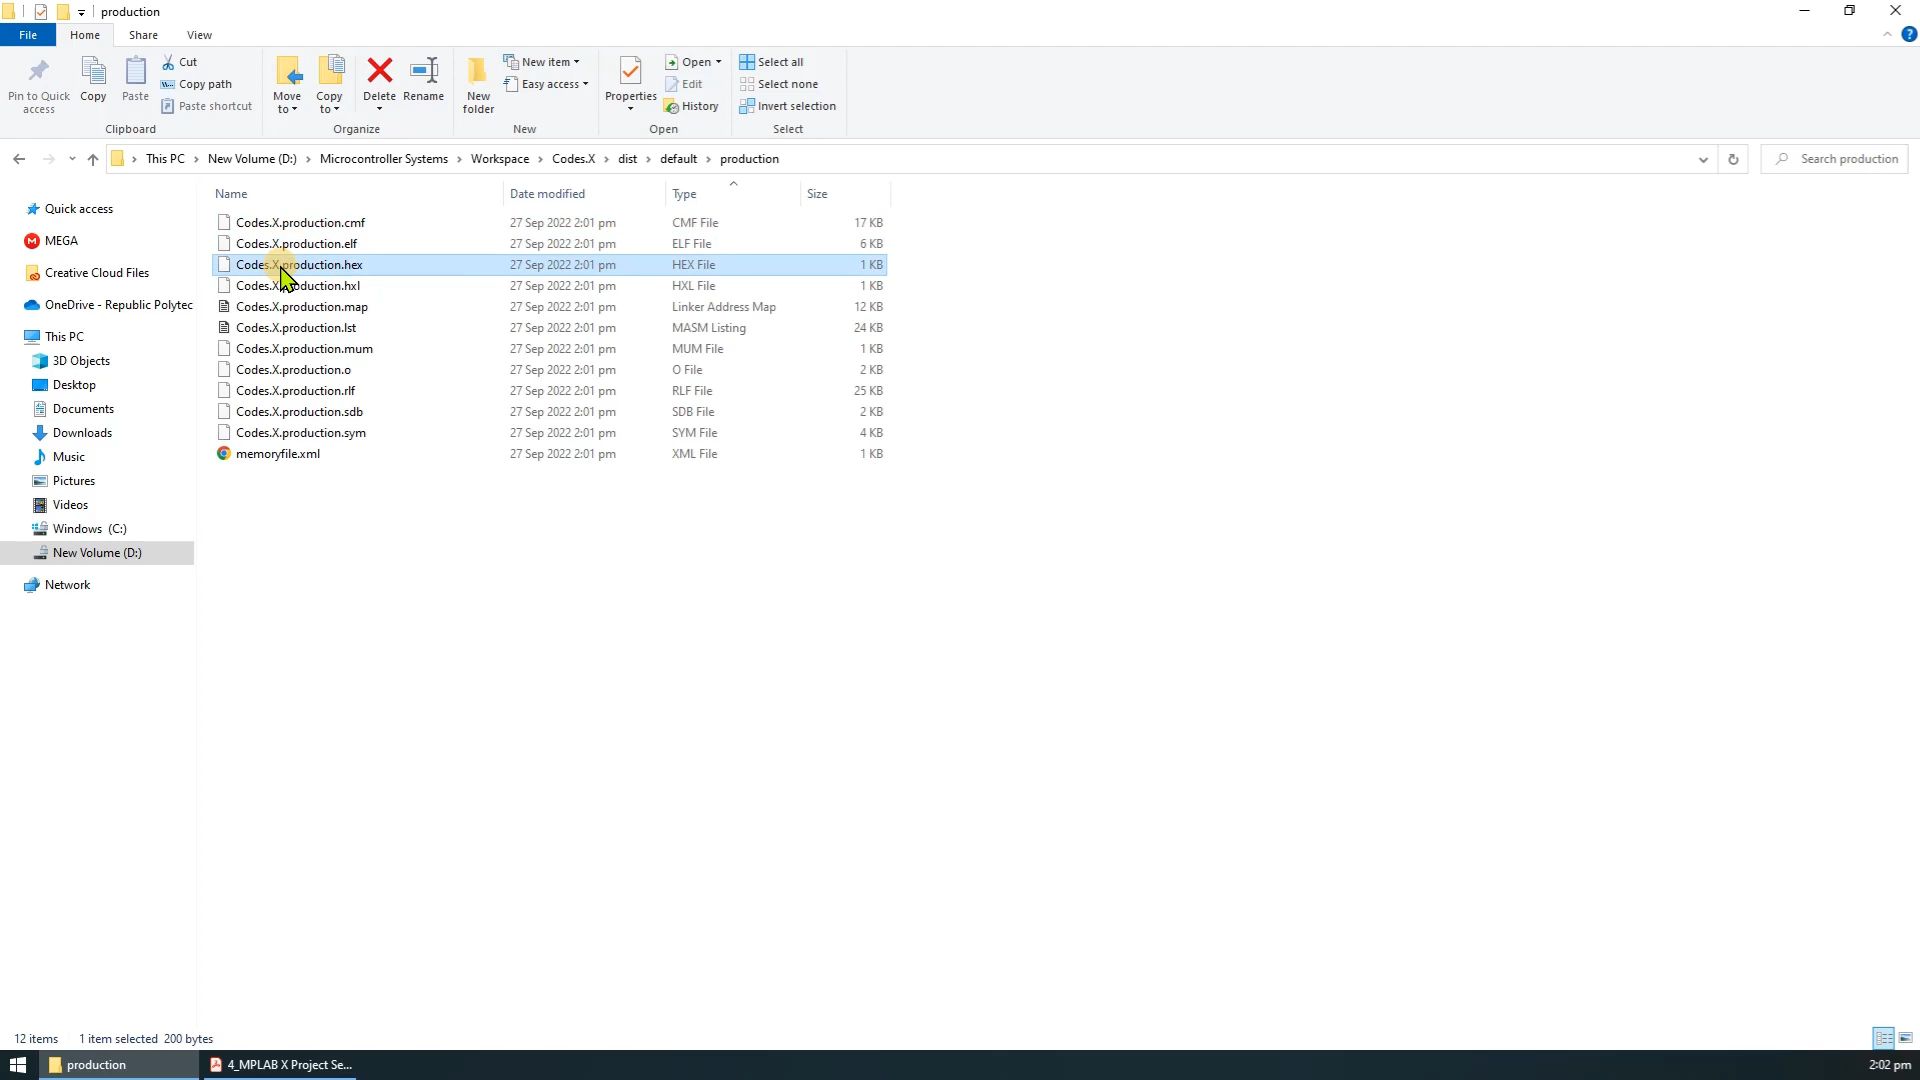 production
File Home Share View
Pin to Quick access
Copy
Paste
Cut
Copy path
Paste shortcut
Clipboard
Move to
Copy to
Delete
Rename
Organize
New folder
New item
Easy access
New
Properties
Open
Edit
History
Open
Select all
Select none
Invert selection
Select
This PC › New Volume (D:) › Microcontroller Systems › Workspace › Codes.X › dist › default › production
Search production
Quick access
MEGA
Creative Cloud Files
OneDrive - Republic Polytec
This PC
3D Objects
Desktop
Documents
Downloads
Music
Pictures
Videos
Windows (C:)
New Volume (D:)
Network
Name Date modified Type Size
Codes.X.production.cmf 27 Sep 2022 2:01 pm CMF File 17 KB
Codes.X.production.elf 27 Sep 2022 2:01 pm ELF File 6 KB
Codes.X.production.hex 27 Sep 2022 2:01 pm HEX File 1 KB
Codes.X.production.hxl 27 Sep 2022 2:01 pm HXL File 1 KB
Codes.X.production.map 27 Sep 2022 2:01 pm Linker Address Map 12 KB
Codes.X.production.lst 27 Sep 2022 2:01 pm MASM Listing 24 KB
Codes.X.production.mum 27 Sep 2022 2:01 pm MUM File 1 KB
Codes.X.production.o 27 Sep 2022 2:01 pm O File 2 KB
Codes.X.production.rlf 27 Sep 2022 2:01 pm RLF File 25 KB
Codes.X.production.sdb 27 Sep 2022 2:01 pm SDB File 2 KB
Codes.X.production.sym 27 Sep 2022 2:01 pm SYM File 4 KB
memoryfile.xml 27 Sep 2022 2:01 pm XML File 1 KB
12 items 1 item selected 200 bytes
production 4_MPLAB X Project Se... 2:02 pm